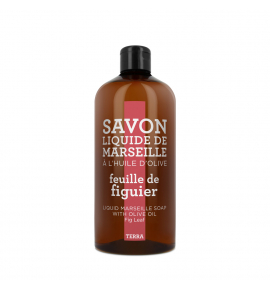 SAVON
LIQUIDE DE
MARSEILLE
À L'HUILE D'OLIVE
feuille de
figuier
LIQUID MARSEILLE SOAP
WITH OLIVE OIL
Fig Leaf
TERRA